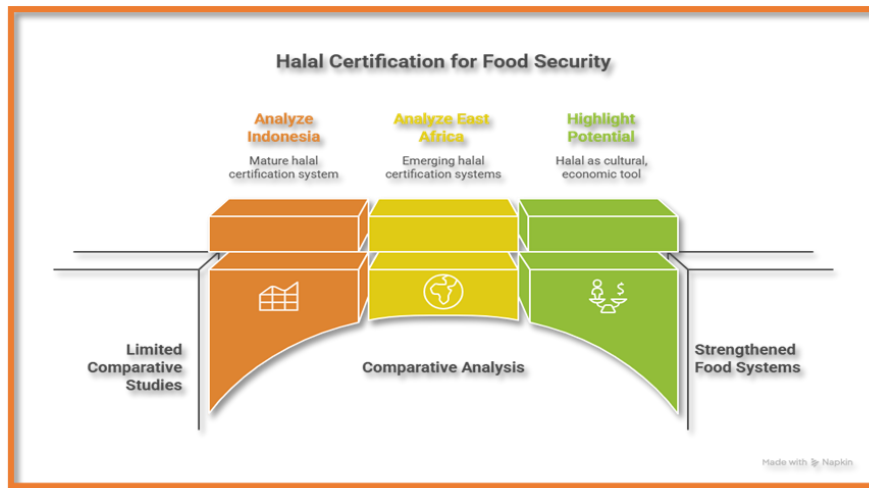 Halal Certification for Food Security
Analyze
Indonesia
Mature halal
certification system
Analyze East
Africa
Emerging halal
certification systems
Highlight
Potential
Halal as cultural,
economic tool
$
Limited
Comparative
Studies
Comparative Analysis
Strengthened
Food Systems
Made with Napkin